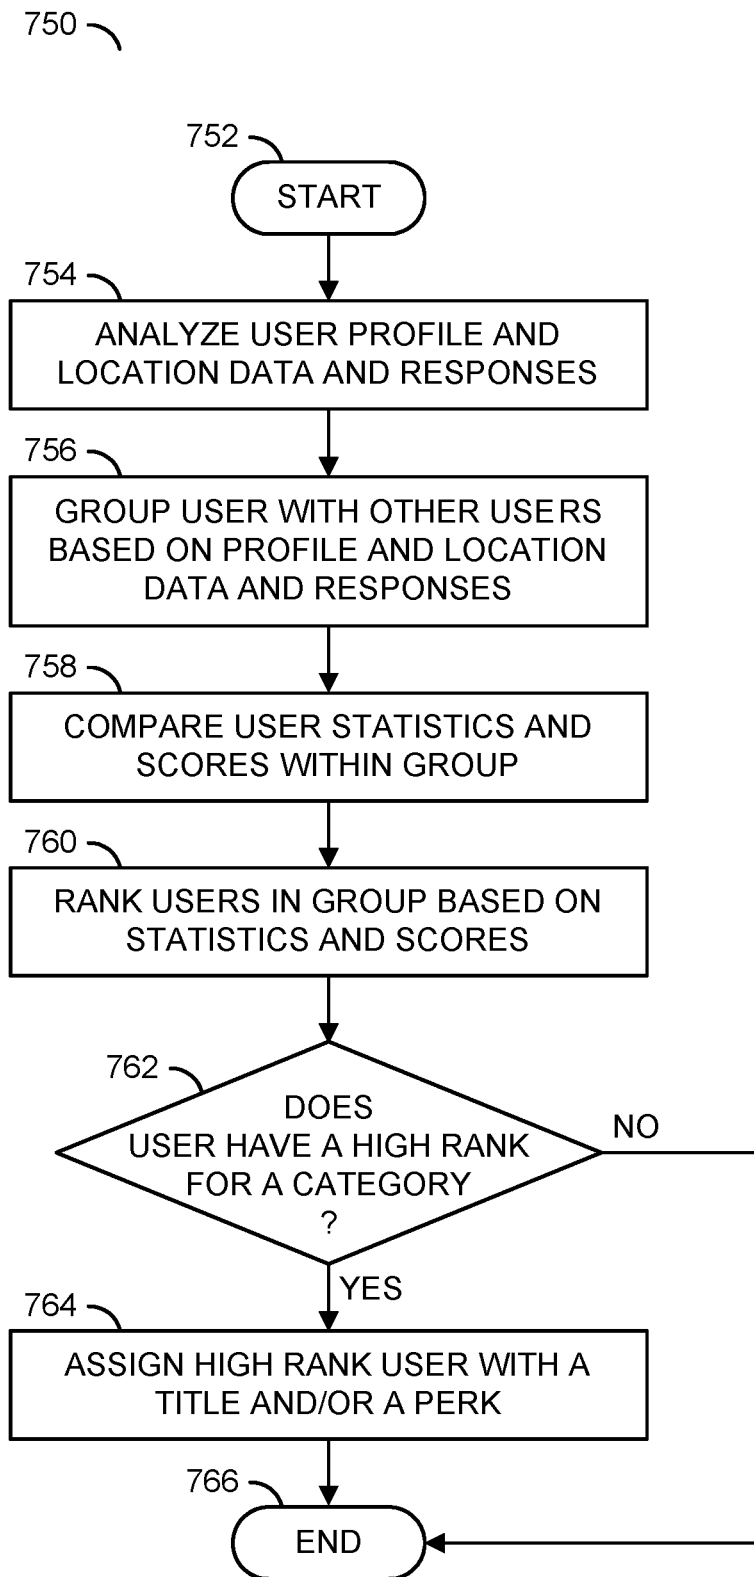 750
752
START
754
ANALYZE USER PROFILE AND
LOCATION DATA AND RESPONSES
756
GROUP USER WITH OTHER USERS
BASED ON PROFILE AND LOCATION
DATA AND RESPONSES
758
COMPARE USER STATISTICS AND
SCORES WITHIN GROUP
760
RANK USERS IN GROUP BASED ON
STATISTICS AND SCORES
762
DOES
USER HAVE A HIGH RANK
FOR A CATEGORY
?
NO
YES
764
ASSIGN HIGH RANK USER WITH A
TITLE AND/OR A PERK
766
END